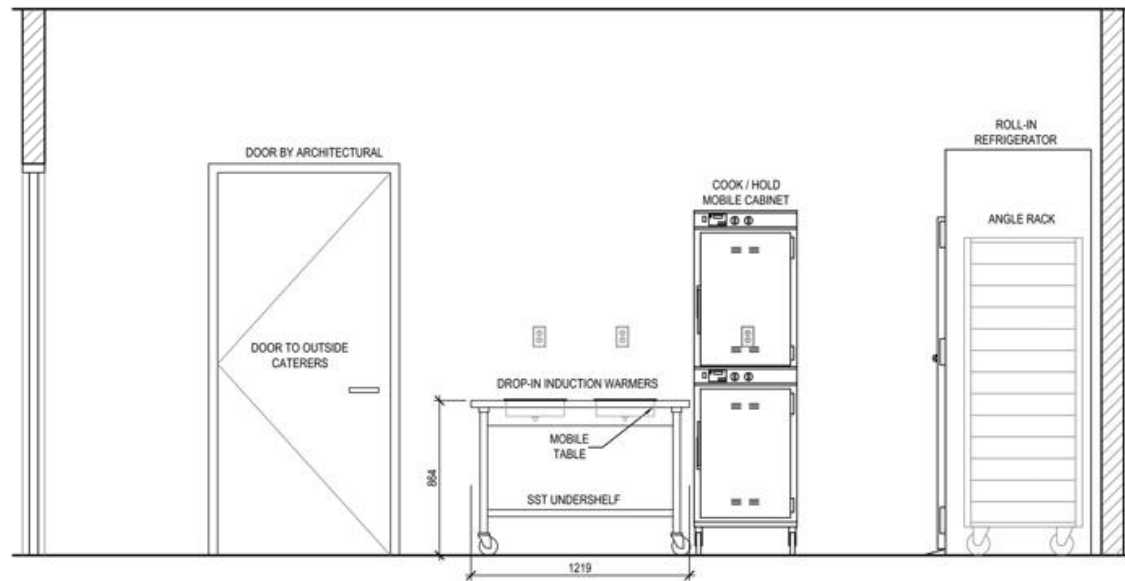 DOOR BY ARCHITECTURAL
DOOR TO OUTSIDE
CATERERS
DROP-IN INDUCTION WARMERS
MOBILE
TABLE
SST UNDERSHELF
864
1219
COOK / HOLD
MOBILE CABINET
ROLL-IN
REFRIGERATOR
ANGLE RACK